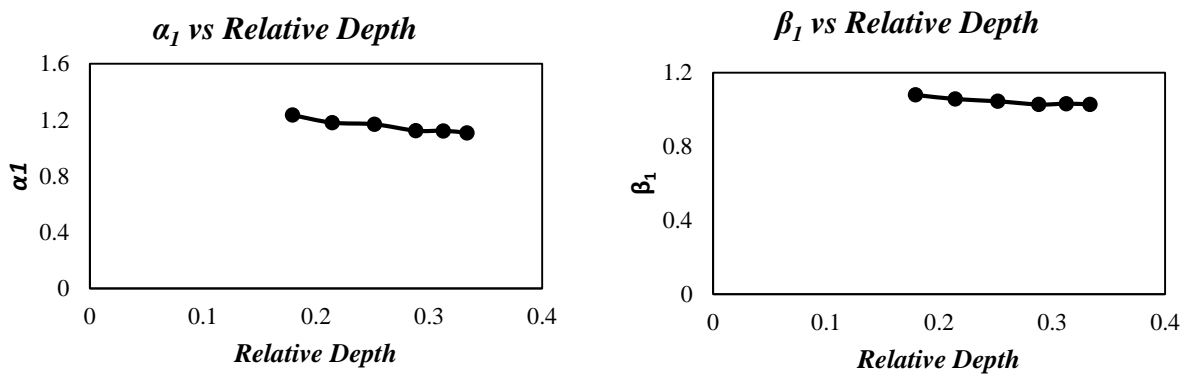 α₁ vs Relative Depth
1.6
1.2
0.8
0.4
0
α1
0 0.1 0.2 0.3 0.4
Relative Depth
β₁ vs Relative Depth
1.2
0.8
0.4
0
β₁
0 0.1 0.2 0.3 0.4
Relative Depth